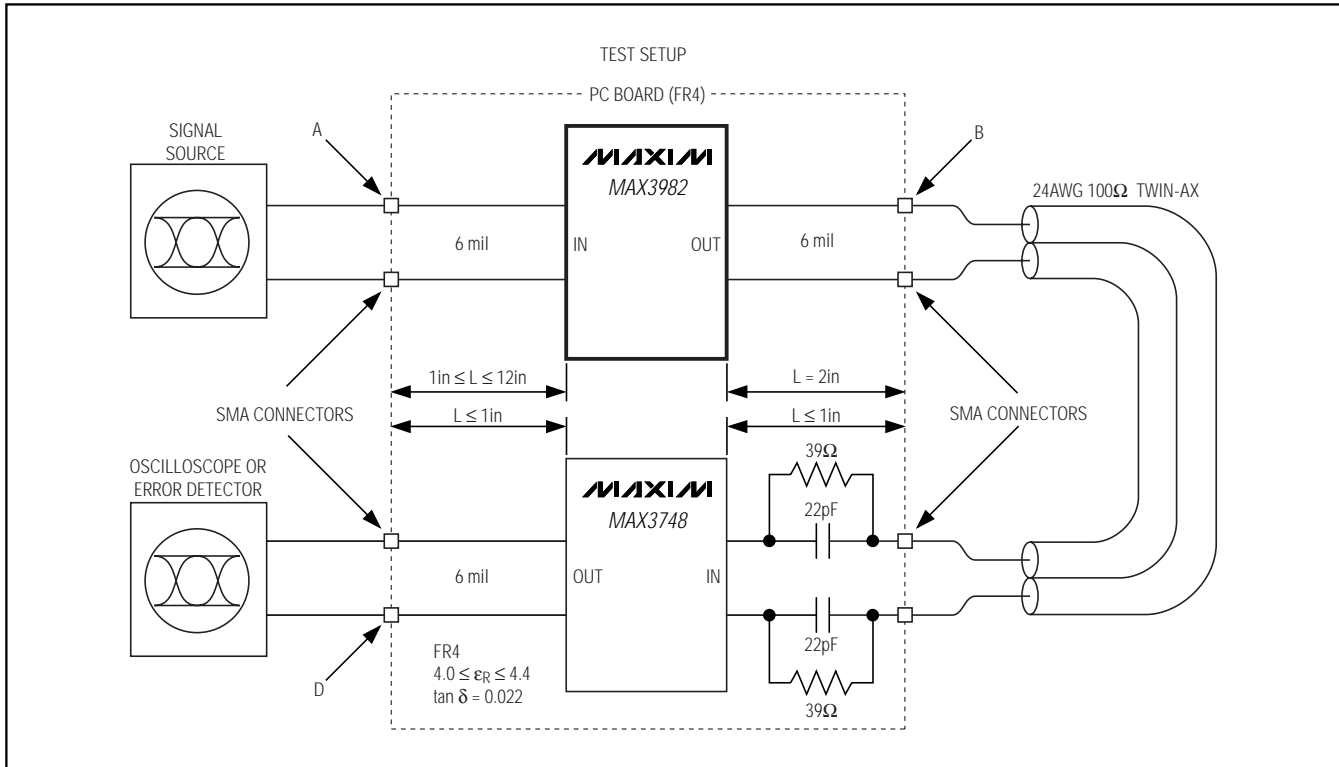 TEST SETUP
PC BOARD (FR4)
SIGNAL
SOURCE
A
B
MAXIM
MAX3982
24AWG 100Ω TWIN-AX
6 mil
IN
OUT
6 mil
1in ≤ L ≤ 12in
L = 2in
SMA CONNECTORS
L ≤ 1in
L ≤ 1in
SMA CONNECTORS
OSCILLOSCOPE OR
ERROR DETECTOR
MAXIM
MAX3748
39Ω
22pF
6 mil
OUT
IN
22pF
39Ω
D
FR4
4.0 ≤ εR ≤ 4.4
tan δ = 0.022